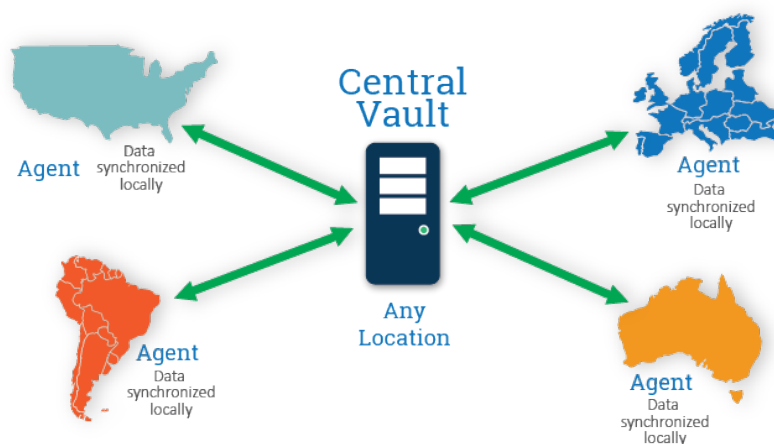 Central
Vault
Agent
Data
synchronized
locally
Agent
Data
synchronized
locally
Any
Location
Agent
Data
synchronized
locally
Agent
Data
synchronized
locally